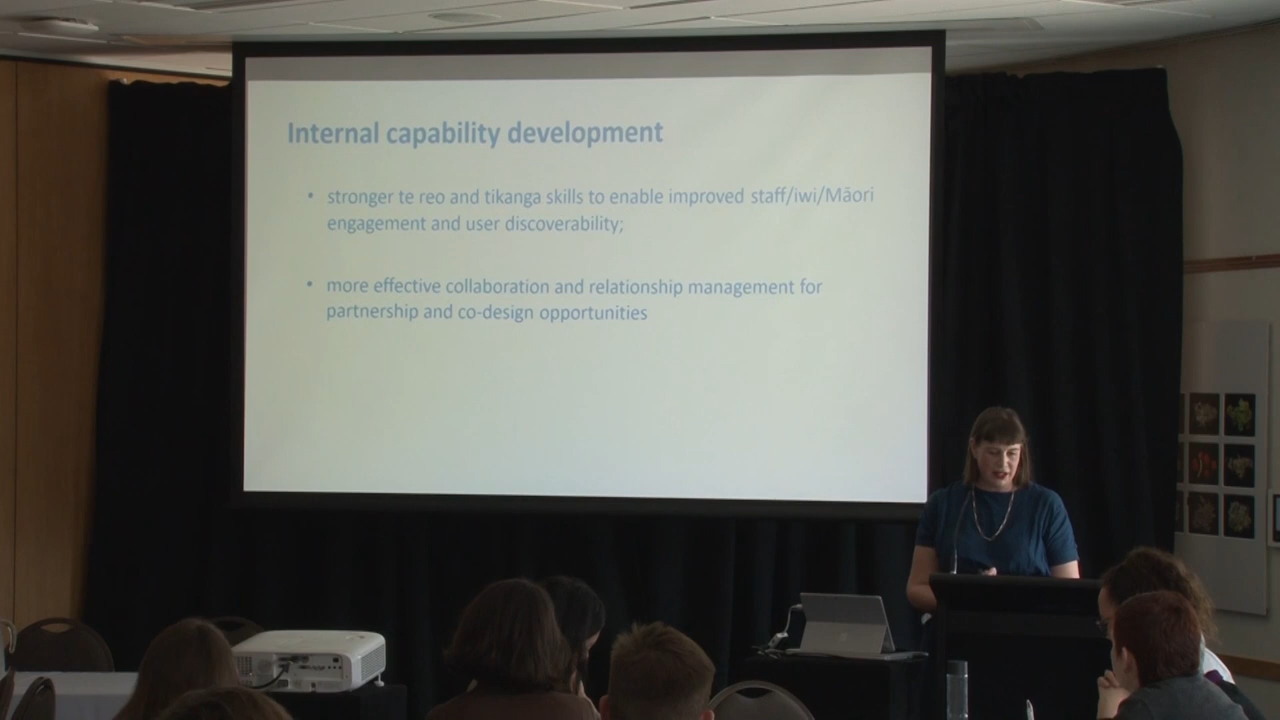 Internal capability development
• stronger te reo and tikanga skills to enable improved staff/iwi/Māori
engagement and user discoverability;
• more effective collaboration and relationship management for
partnership and co-design opportunities